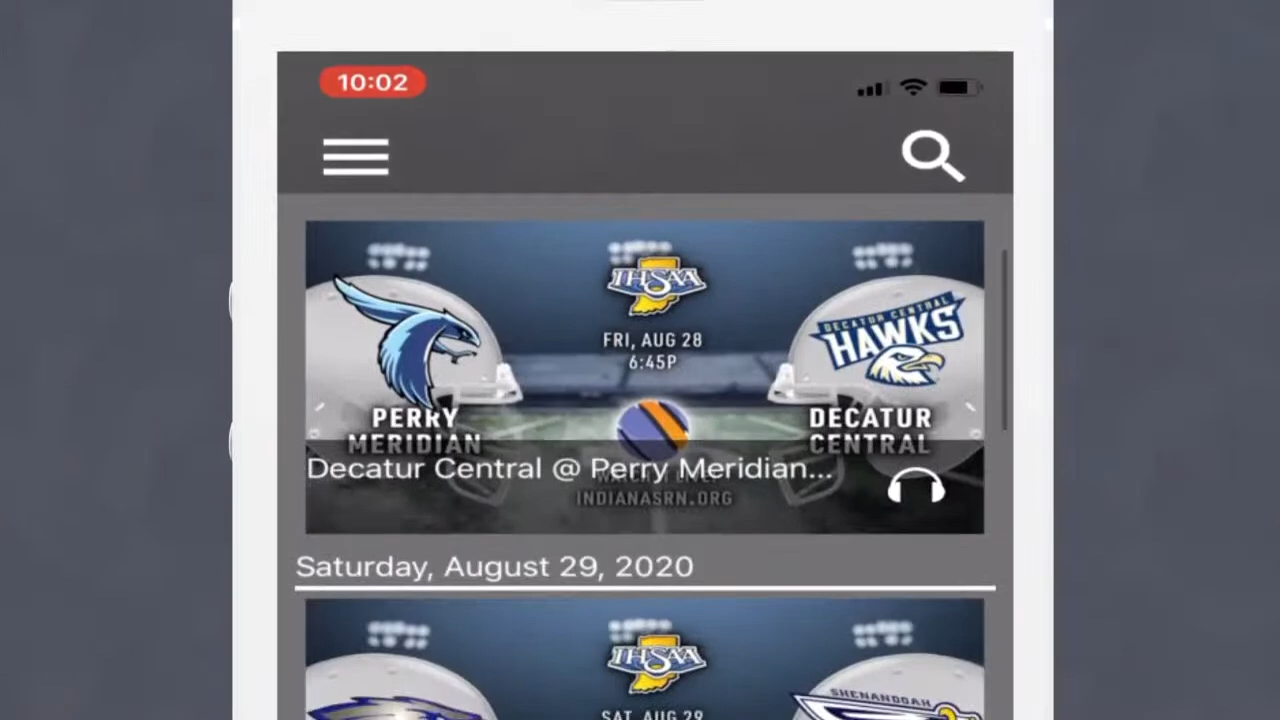 10:02
IHSAA
FRI, AUG 28
6:45P
DECATUR CENTRAL
HAWKS
PERRY
MERIDIAN
DECATUR
CENTRAL
Decatur Central @ Perry Meridian...
INDIANASRN.ORG
Saturday, August 29, 2020
IHSAA
SAT, AUG 29
SHENANDOAH